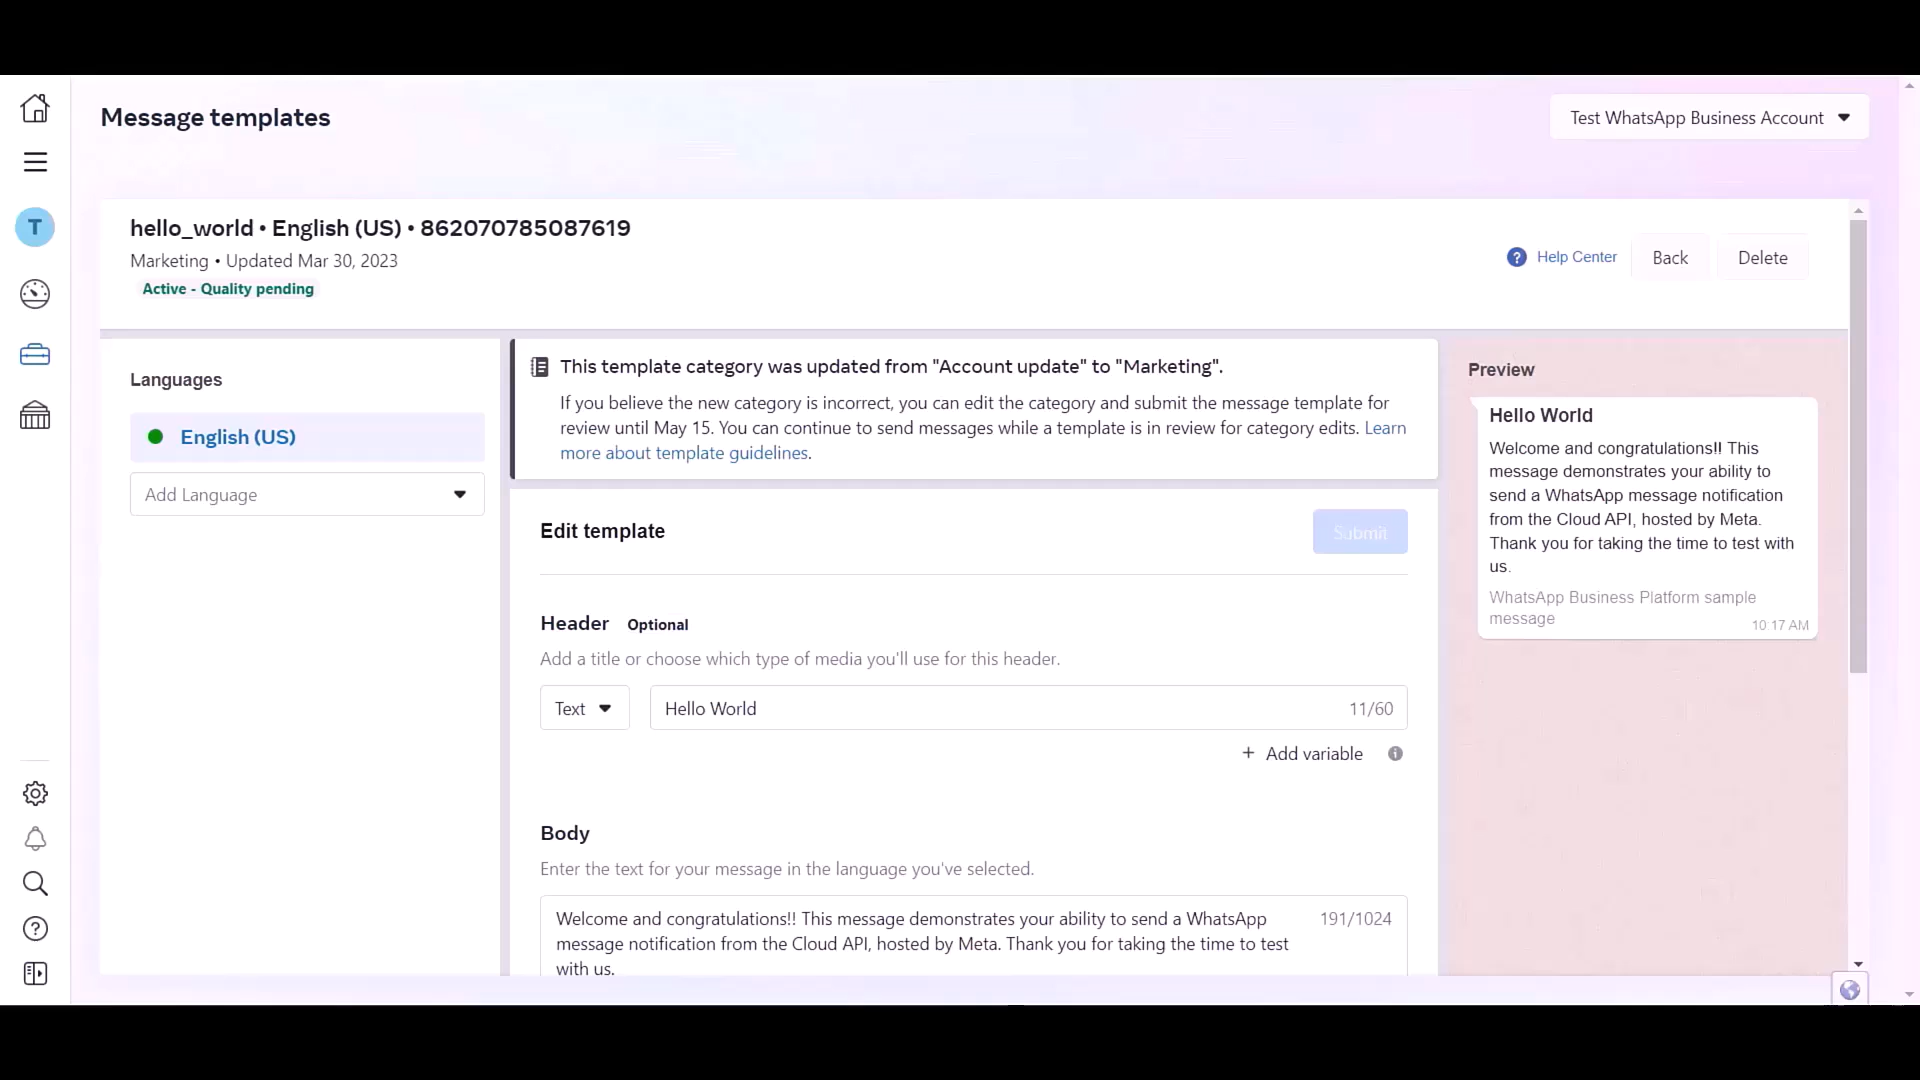 Message templates
Test WhatsApp Business Account
T
hello_world • English (US) • 862070785087619
Marketing • Updated Mar 30, 2023
Active - Quality pending
? Help Center
Back
Delete
Languages
English (US)
Add Language
This template category was updated from "Account update" to "Marketing".
If you believe the new category is incorrect, you can edit the category and submit the message template for
review until May 15. You can continue to send messages while a template is in review for category edits. Learn
more about template guidelines.
Edit template
Submit
Header Optional
Add a title or choose which type of media you'll use for this header.
Text
Hello World
11/60
+ Add variable
Body
Enter the text for your message in the language you've selected.
Welcome and congratulations!! This message demonstrates your ability to send a WhatsApp
message notification from the Cloud API, hosted by Meta. Thank you for taking the time to test
with us.
191/1024
Preview
Hello World
Welcome and congratulations!! This
message demonstrates your ability to
send a WhatsApp message notification
from the Cloud API, hosted by Meta.
Thank you for taking the time to test with
us.
WhatsApp Business Platform sample
message
10:17 AM